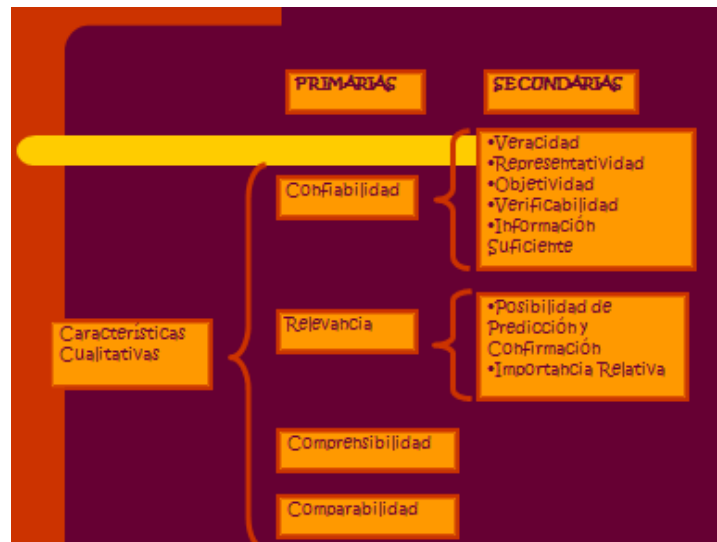 PRIMARIAS
SECUNDARIAS
Características
Cualitativas
Confiabilidad
•Veracidad
•Representatividad
•Objetividad
•Verificabilidad
•Información
Suficiente
Relevancia
•Posibilidad de
Predicción y
Confirmación
•Importancia Relativa
Comprensibilidad
Comparabilidad